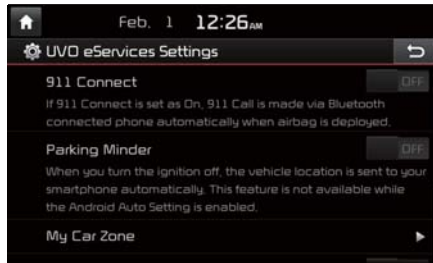 Feb. 1 12:26AM
UVO eServices Settings
911 Connect OFF
If 911 Connect is set as On, 911 Call is made via Bluetooth
connected phone automatically when airbag is deployed.
Parking Minder OFF
When you turn the ignition off, the vehicle location is sent to your
smartphone automatically. This feature is not available while
the Android Auto Setting is enabled.
My Car Zone